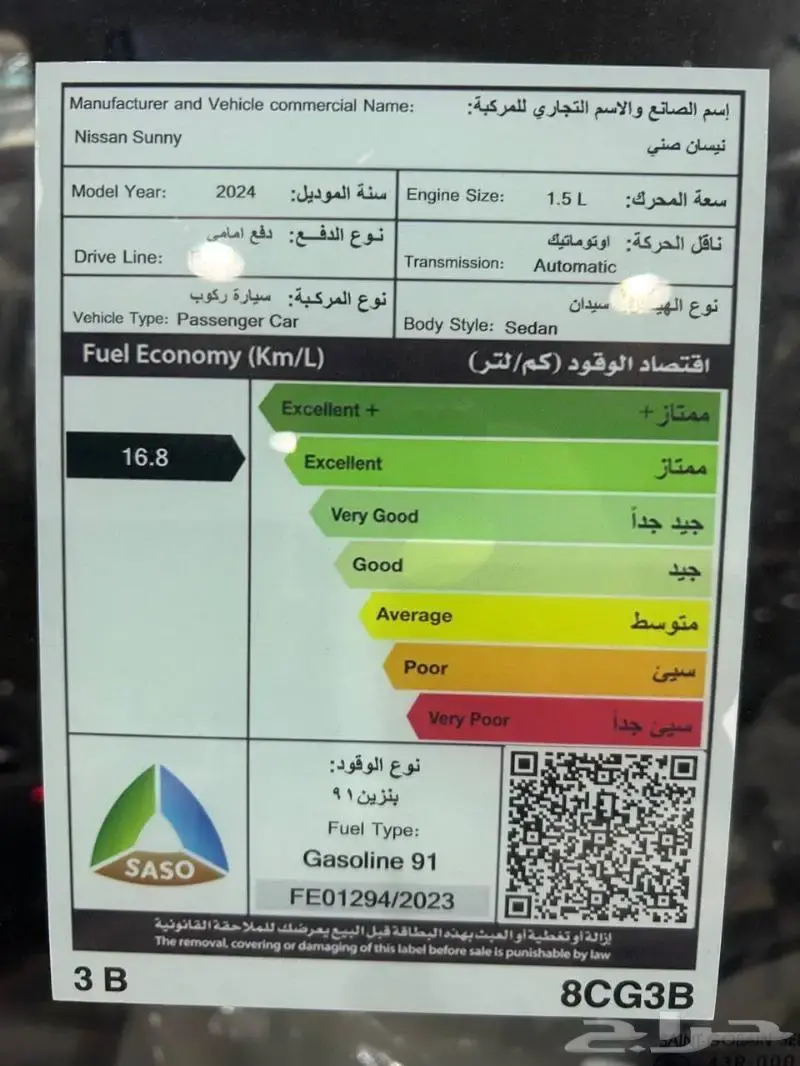 Manufacturer and Vehicle commercial Name: إسم الصانع والاسم التجاري للمركبة:
Nissan Sunny نيسان صني
Model Year: 2024 سنة الموديل:
Engine Size: 1.5 L سعة المحرك:
نوع الدفع: دفع امامي
Drive Line:
ناقل الحركة: اوتوماتيك
Transmission: Automatic
نوع المركبة: سيارة ركوب
Vehicle Type: Passenger Car
نوع سيدان
Body Style: Sedan
Fuel Economy (Km/L) اقتصاد الوقود (كم/لتر)
Excellent + ممتاز +
16.8
Excellent ممتاز
Very Good جيد جداً
Good جيد
Average متوسط
Poor سيئ
Very Poor سيئ جداً
نوع الوقود:
بنزين ٩١
Fuel Type:
Gasoline 91
FE01294/2023
SASO
إزالة أو تغطية أو العبث بهذه البطاقة قبل البيع يعرضك للملاحقة القانونية
The removal, covering or damaging of this label before sale is punishable by law
3 B 8CG3B
حراج
SAINT-GOBAIN